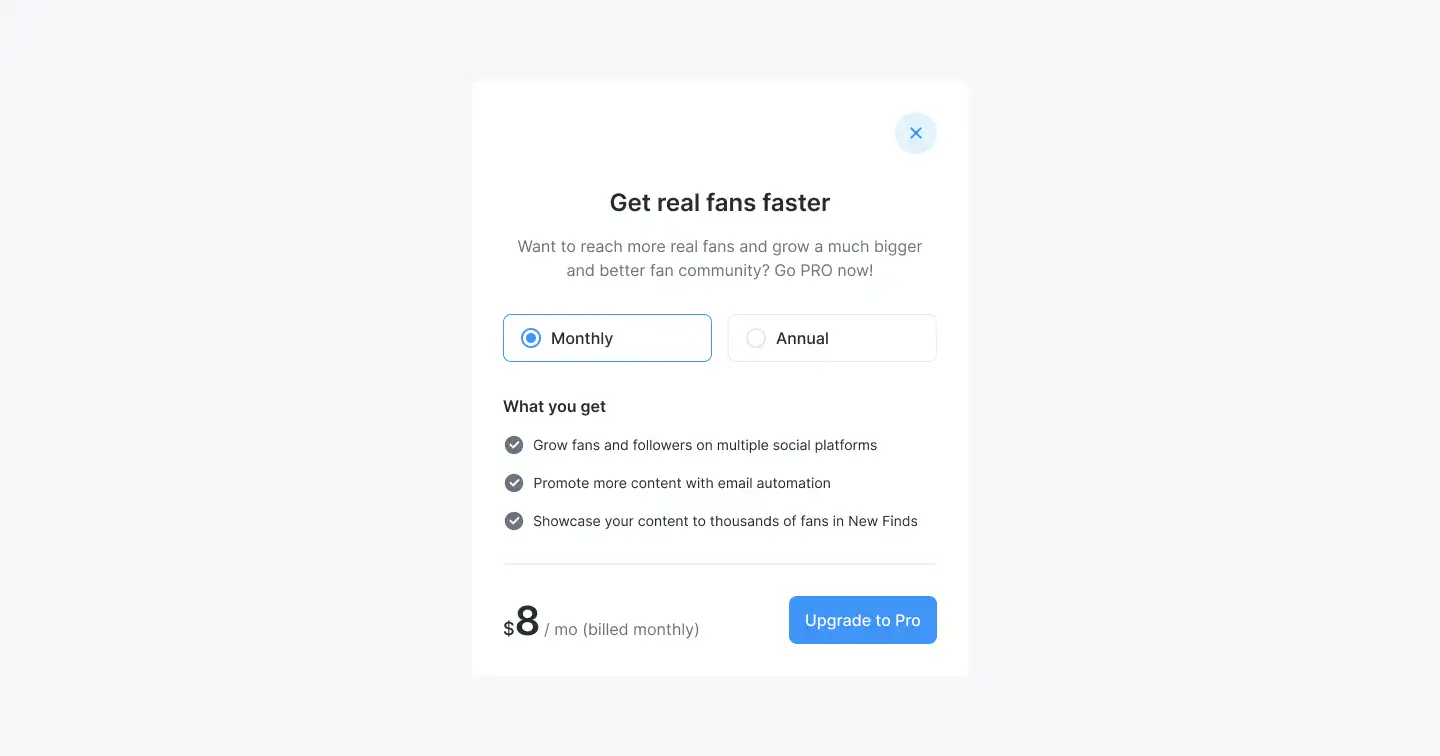 Get real fans faster
Want to reach more real fans and grow a much bigger
and better fan community? Go PRO now!
Monthly
Annual
What you get
Grow fans and followers on multiple social platforms
Promote more content with email automation
Showcase your content to thousands of fans in New Finds
$8 / mo (billed monthly)
Upgrade to Pro